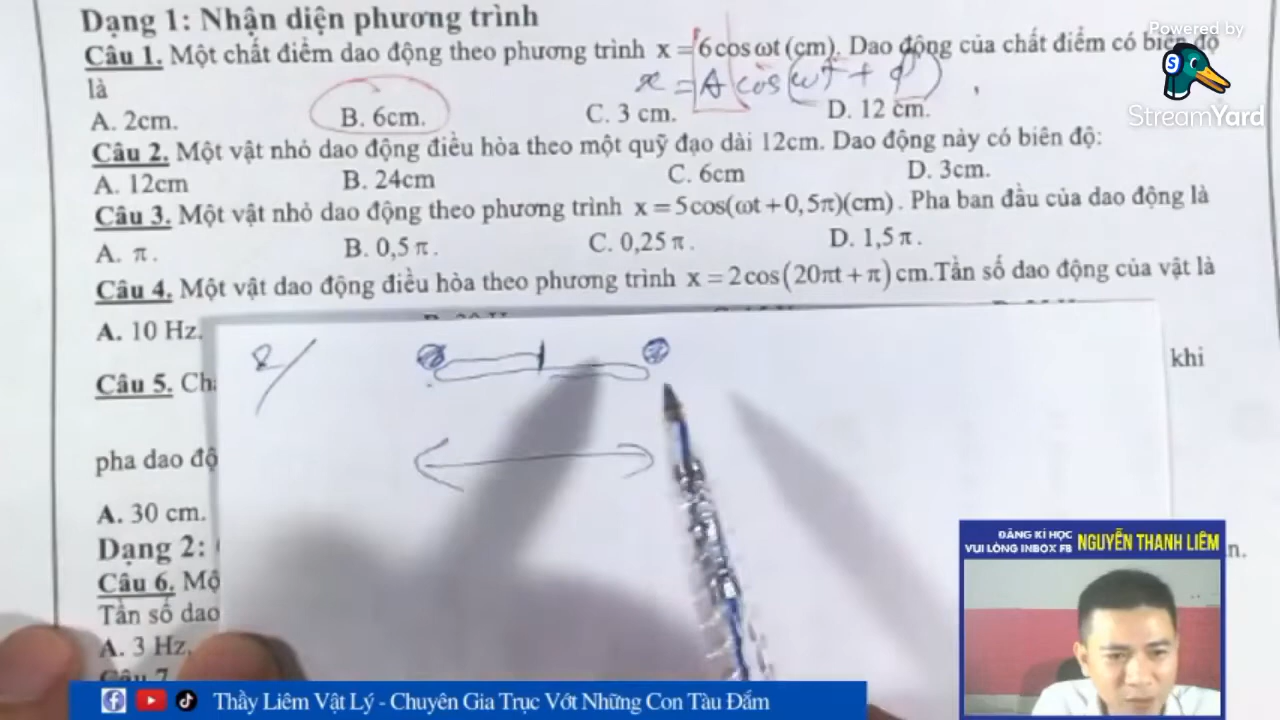 Dạng 1: Nhận diện phương trình
Powered by
StreamYard
Câu 1. Một chất điểm dao động theo phương trình x = 6cos ωt (cm). Dao động của chất điểm có biên độ
là
x = A cos(ωt + φ)
A. 2cm. B. 6cm. C. 3 cm. D. 12 cm.
Câu 2. Một vật nhỏ dao động điều hòa theo một quỹ đạo dài 12cm. Dao động này có biên độ:
A. 12cm B. 24cm C. 6cm D. 3cm.
Câu 3. Một vật nhỏ dao động theo phương trình x = 5cos(ωt + 0,5π)(cm). Pha ban đầu của dao động là
A. π. B. 0,5π. C. 0,25π. D. 1,5π.
Câu 4. Một vật dao động điều hòa theo phương trình x = 2cos(20πt + π) cm.Tần số dao động của vật là
A. 10 Hz.
2/
Câu 5. khi
pha dao độ
A. 30 cm.
Dạng 2:
n.
Câu 6. Mộ
Tần số dao
A. 3 Hz.
Câu 7
ĐĂNG KÍ HỌC
VUI LÒNG INBOX FB NGUYỄN THANH LIÊM
Thầy Liêm Vật Lý - Chuyên Gia Trục Vớt Những Con Tàu Đắm